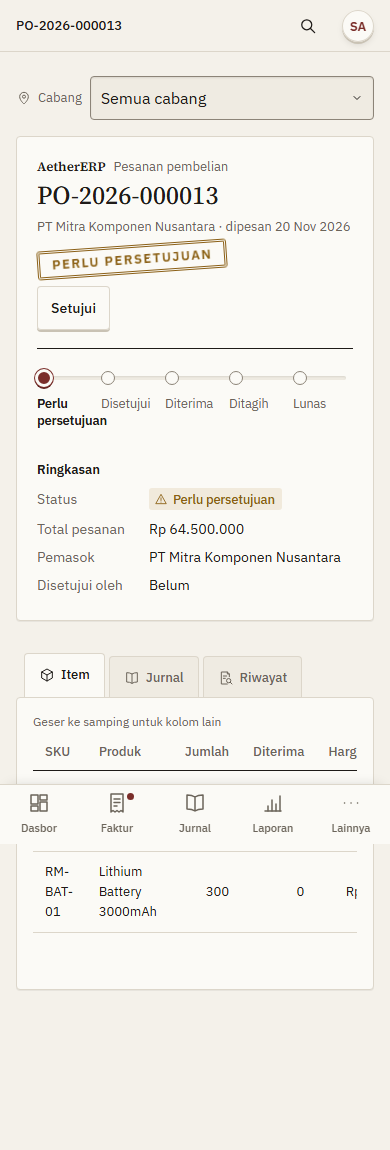 PO-2026-000013
SA
Cabang
Semua cabang
AetherERP Pesanan pembelian
PO-2026-000013
PT Mitra Komponen Nusantara · dipesan 20 Nov 2026
PERLU PERSETUJUAN
Setujui
Perlu persetujuan
Disetujui
Diterima
Ditagih
Lunas
Ringkasan
Status Perlu persetujuan
Total pesanan Rp 64.500.000
Pemasok PT Mitra Komponen Nusantara
Disetujui oleh Belum
Item
Jurnal
Riwayat
Geser ke samping untuk kolom lain
SKU Produk Jumlah Diterima Harg
Dasbor
Faktur
Jurnal
Laporan
Lainnya
RM-BAT-01 Lithium Battery 3000mAh 300 0 Rp